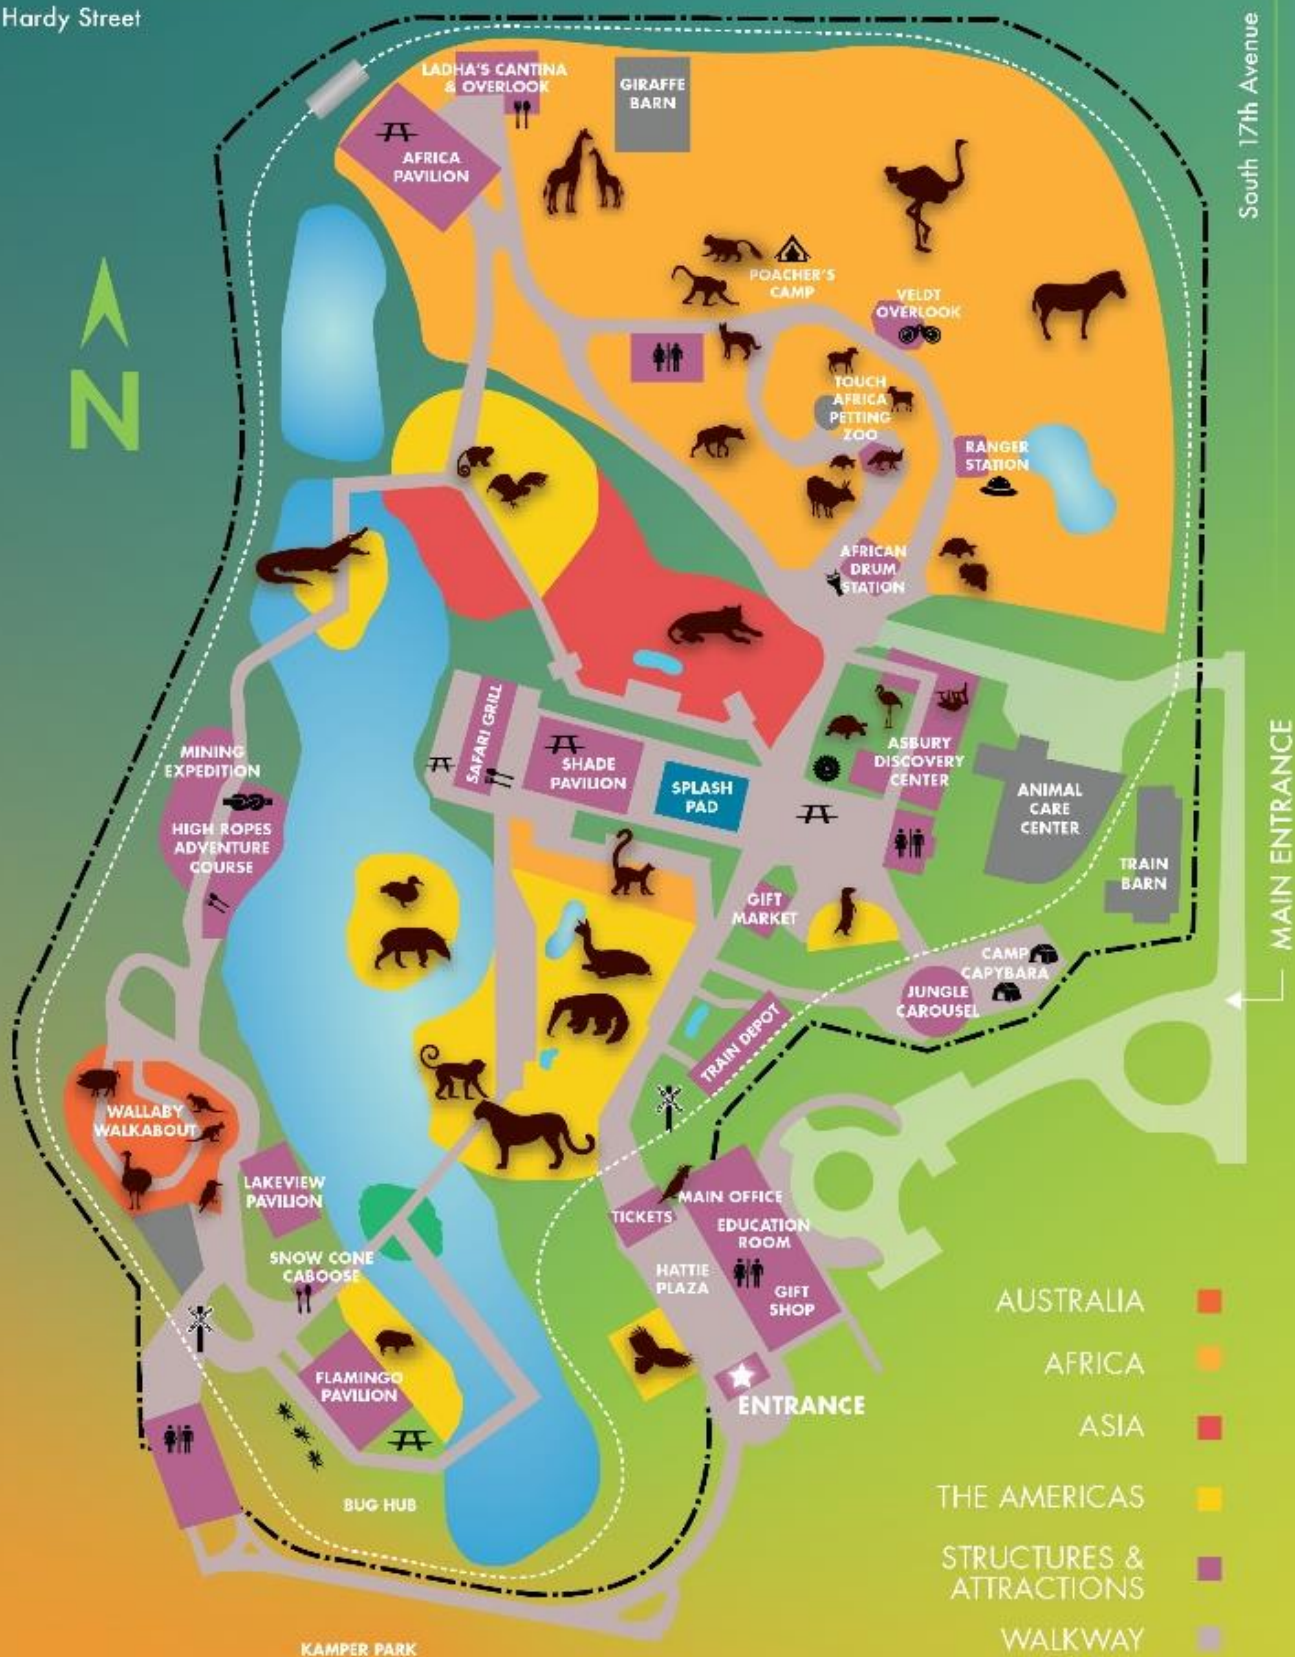 Hardy Street
South 17th Avenue
LADHA'S CANTINA
& OVERLOOK
GIRAFFE
BARN
AFRICA
PAVILION
POACHER'S
CAMP
VELDT
OVERLOOK
N
TOUCH
AFRICA
PETTING
ZOO
RANGER
STATION
AFRICAN
DRUM
STATION
MINING
EXPEDITION
SAFARI GRILL
SHADE
PAVILION
SPLASH
PAD
ASBURY
DISCOVERY
CENTER
ANIMAL
CARE
CENTER
MAIN ENTRANCE
HIGH ROPES
ADVENTURE
COURSE
TRAIN
BARN
GIFT
MARKET
CAMP
CAPYBARA
JUNGLE
CAROUSEL
TRAIN DEPOT
WALLABY
WALKABOUT
LAKEVIEW
PAVILION
MAIN OFFICE
TICKETS
EDUCATION
ROOM
SNOW CONE
CABOOSE
HATTIE
PLAZA
GIFT
SHOP
FLAMINGO
PAVILION
ENTRANCE
BUG HUB
AUSTRALIA
AFRICA
ASIA
THE AMERICAS
STRUCTURES &
ATTRACTIONS
WALKWAY
KAMPER PARK